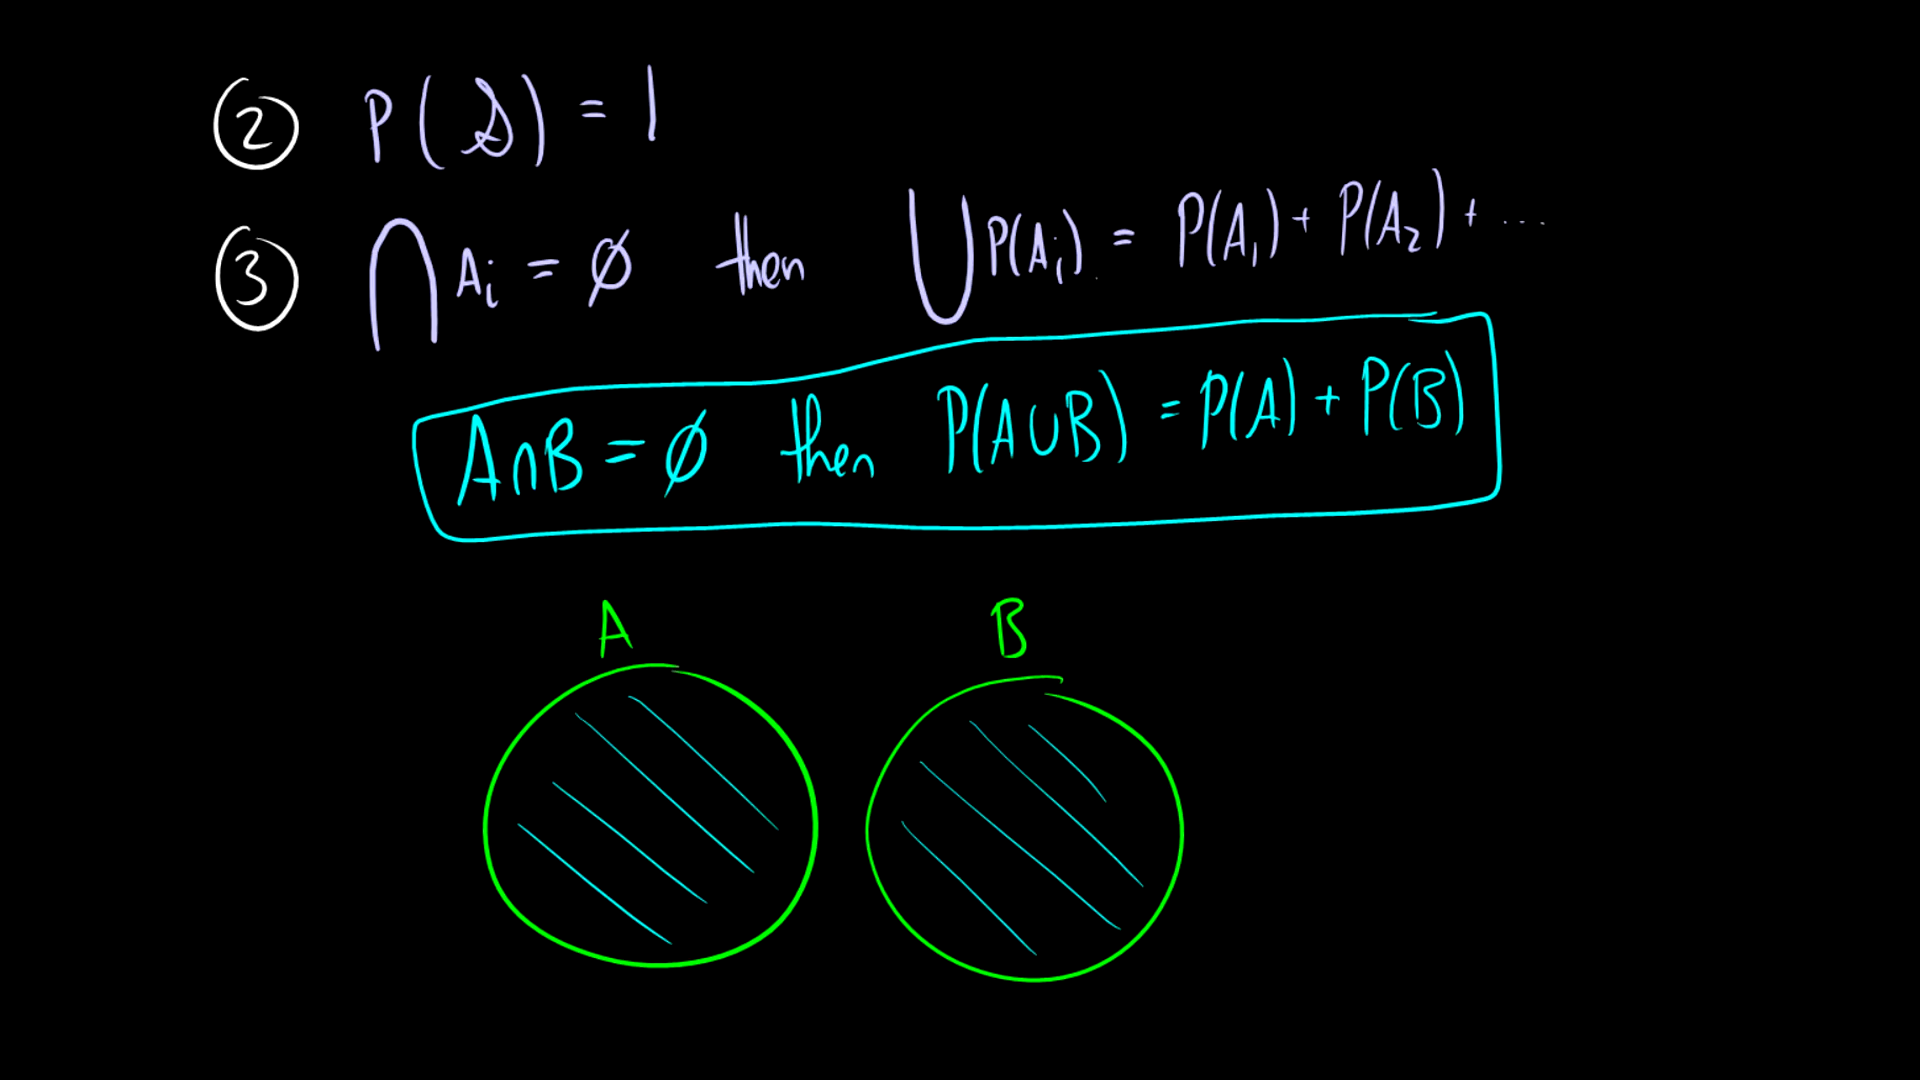 ② P(S) = 1
③ ⋂ Ai = ∅ then ⋃ P(Ai) = P(A1) + P(A2) + ...
A∩B = ∅ then P(A∪B) = P(A) + P(B)
A B